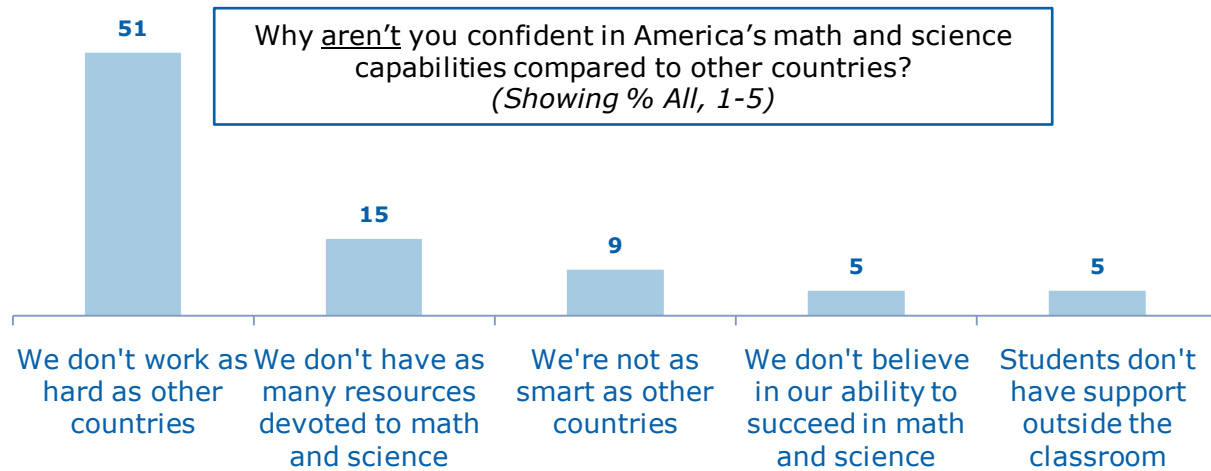 51
Why aren’t you confident in America’s math and science
capabilities compared to other countries?
(Showing % All, 1-5)
15
9
5
5
We don't work as
hard as other
countries
We don't have as
many resources
devoted to math
and science
We're not as
smart as other
countries
We don't believe
in our ability to
succeed in math
and science
Students don't
have support
outside the
classroom